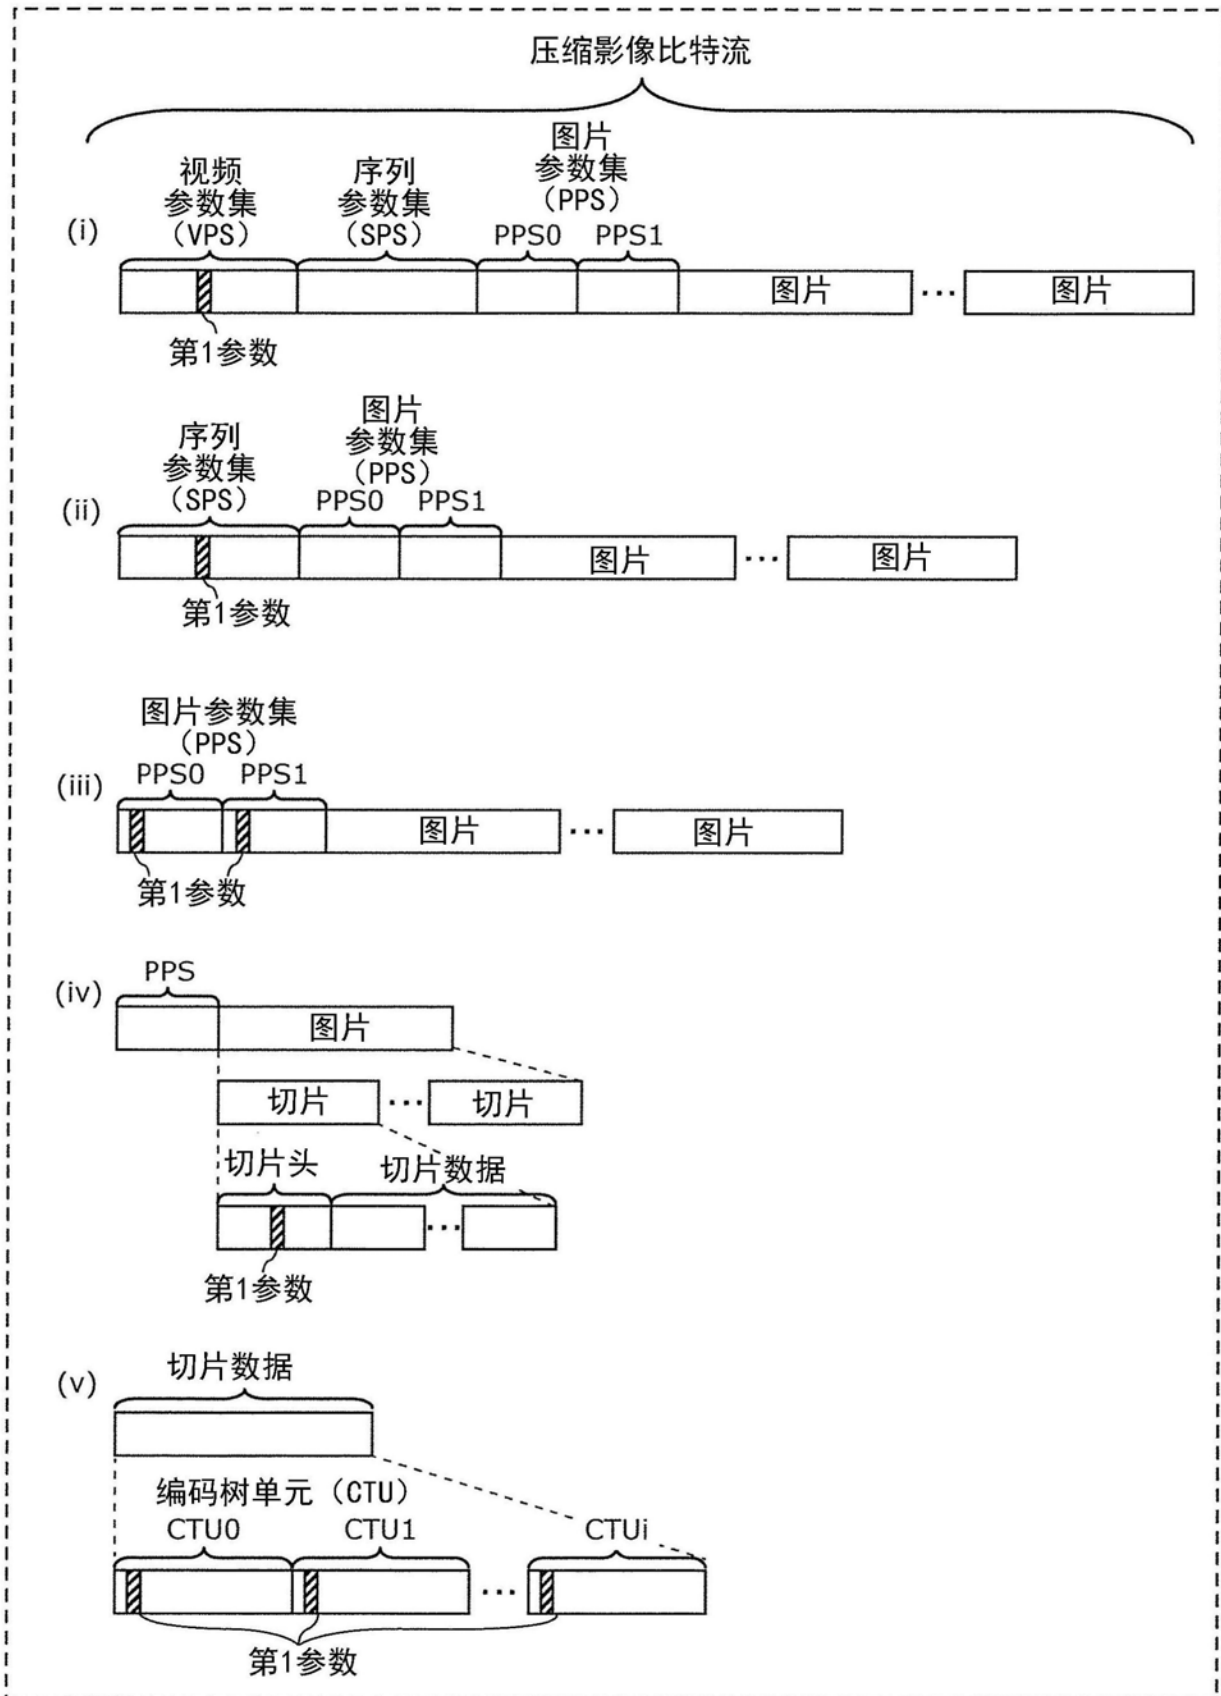 压缩影像比特流
(i)
视频
参数集
（VPS）
序列
参数集
（SPS）
图片
参数集
（PPS）
PPS0 PPS1
图片 ··· 图片
第1参数
(ii)
序列
参数集
（SPS）
图片
参数集
（PPS）
PPS0 PPS1
图片 ··· 图片
第1参数
(iii)
图片参数集
（PPS）
PPS0 PPS1
图片 ··· 图片
第1参数
(iv)
PPS
图片
切片 ··· 切片
切片头 切片数据
···
第1参数
(v)
切片数据
编码树单元（CTU）
CTU0 CTU1 CTUi
···
第1参数